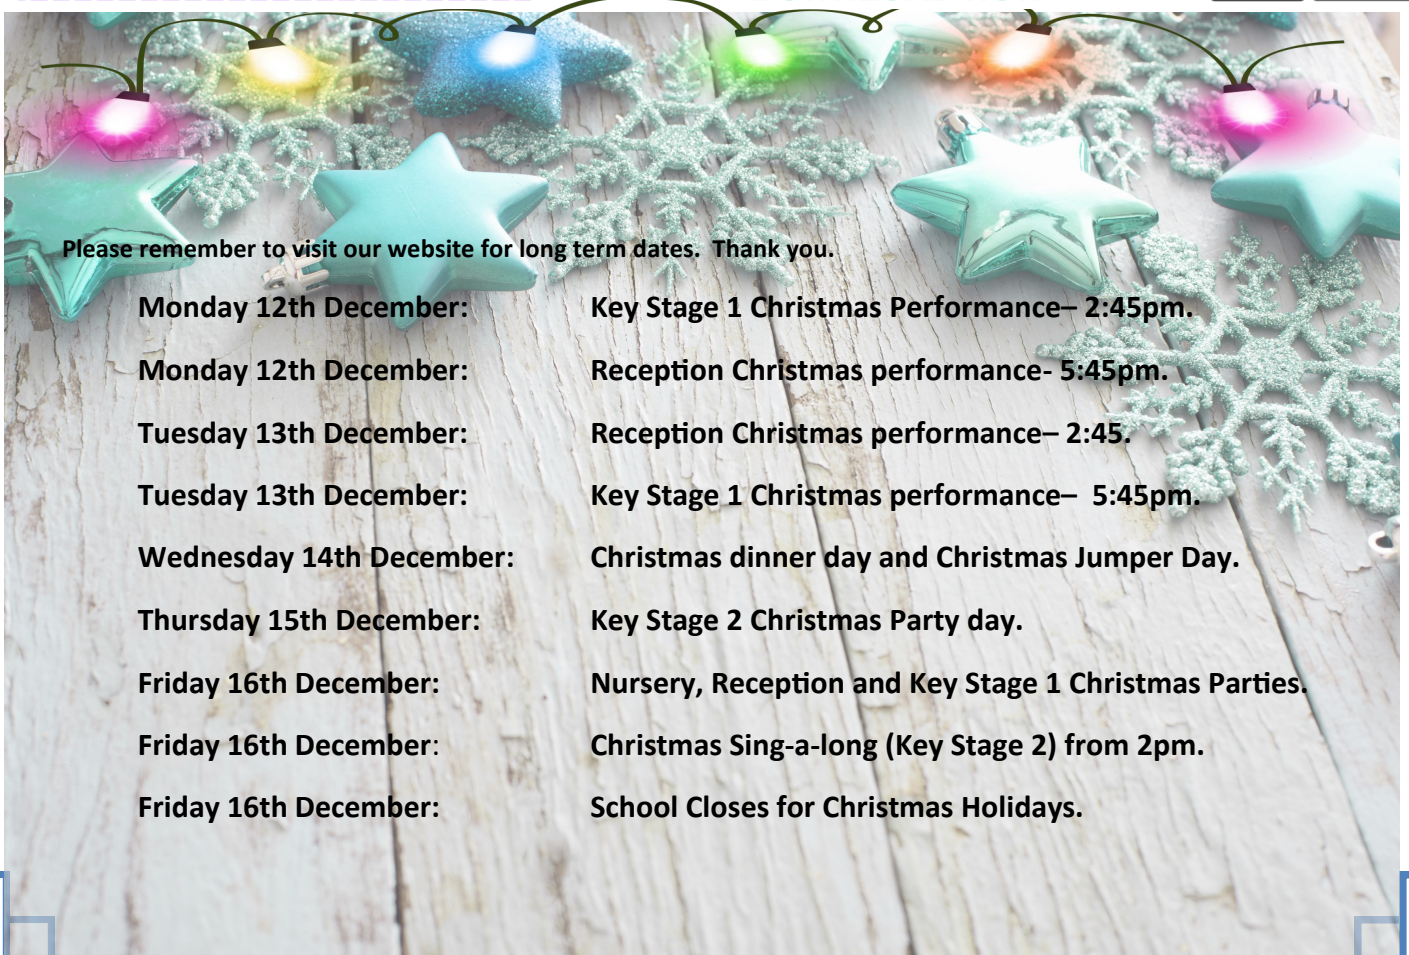 Please remember to visit our website for long term dates.  Thank you.
Monday 12th December: Key Stage 1 Christmas Performance– 2:45pm.
Monday 12th December: Reception Christmas performance- 5:45pm.
Tuesday 13th December: Reception Christmas performance– 2:45.
Tuesday 13th December: Key Stage 1 Christmas performance–  5:45pm.
Wednesday 14th December: Christmas dinner day and Christmas Jumper Day.
Thursday 15th December: Key Stage 2 Christmas Party day.
Friday 16th December: Nursery, Reception and Key Stage 1 Christmas Parties.
Friday 16th December: Christmas Sing-a-long (Key Stage 2) from 2pm.
Friday 16th December: School Closes for Christmas Holidays.